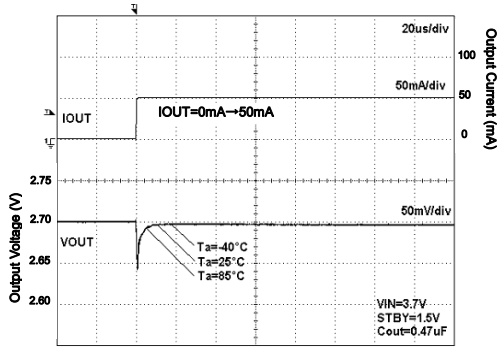 20us/div
100
50mA/div
50
IOUT
IOUT=0mA→50mA
0
Output Current (mA)
2.75
50mV/div
2.70
VOUT
Ta=-40°C
2.65
Ta=25°C
Ta=85°C
2.60
Output Voltage (V)
VIN=3.7V
STBY=1.5V
Cout=0.47uF